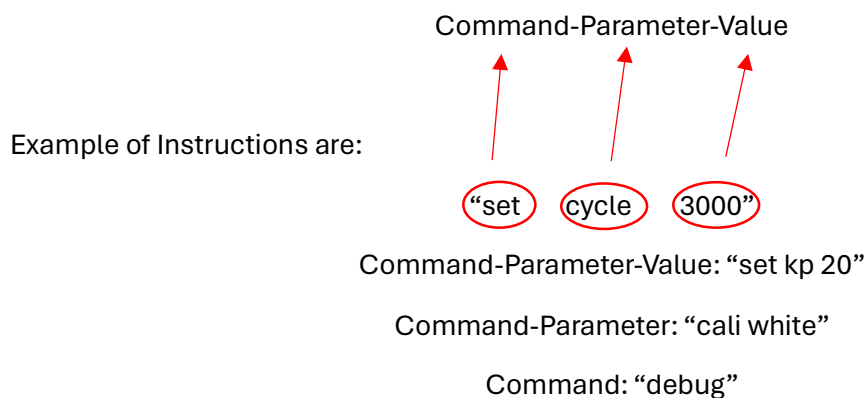 Command-Parameter-Value
Example of Instructions are:
“set cycle 3000”
Command-Parameter-Value: “set kp 20”
Command-Parameter: “cali white”
Command: “debug”